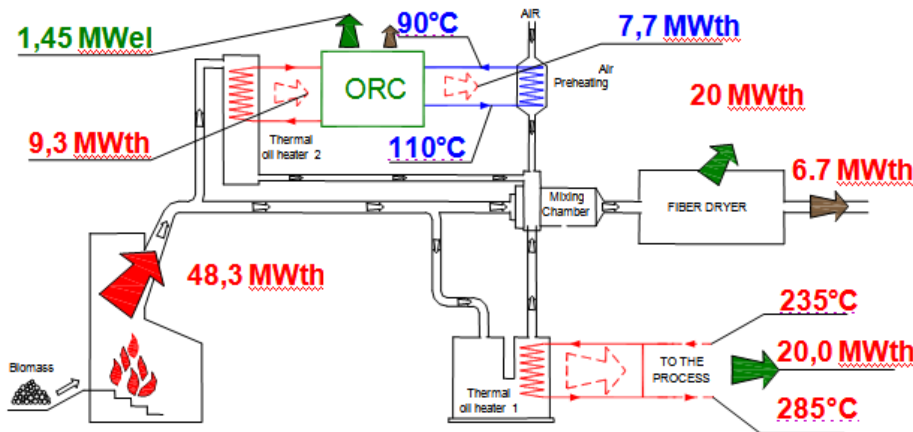 1,45 MWel
90°C
AIR
7,7 MWth
Air
Preheating
ORC
20 MWth
9,3 MWth
Thermal
oil heater 2
110°C
6.7 MWth
Mixing
Chamber
FIBER DRYER
48,3 MWth
235°C
Biomass
TO THE
PROCESS
20,0 MWth
Thermal
oil heater 1
285°C